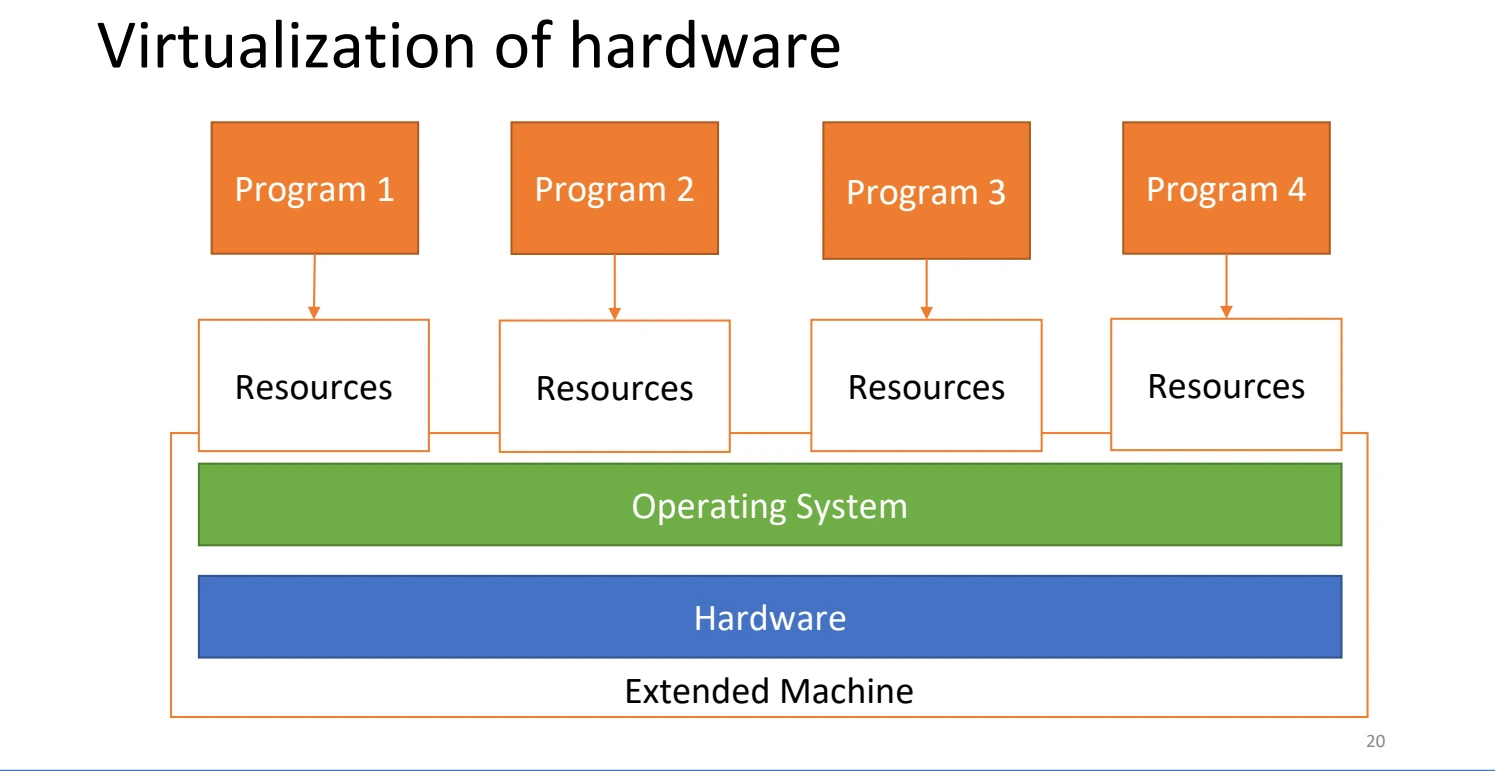 Virtualization of hardware
Program 1
Program 2
Program 3
Program 4
Resources
Resources
Resources
Resources
Operating System
Hardware
Extended Machine
20